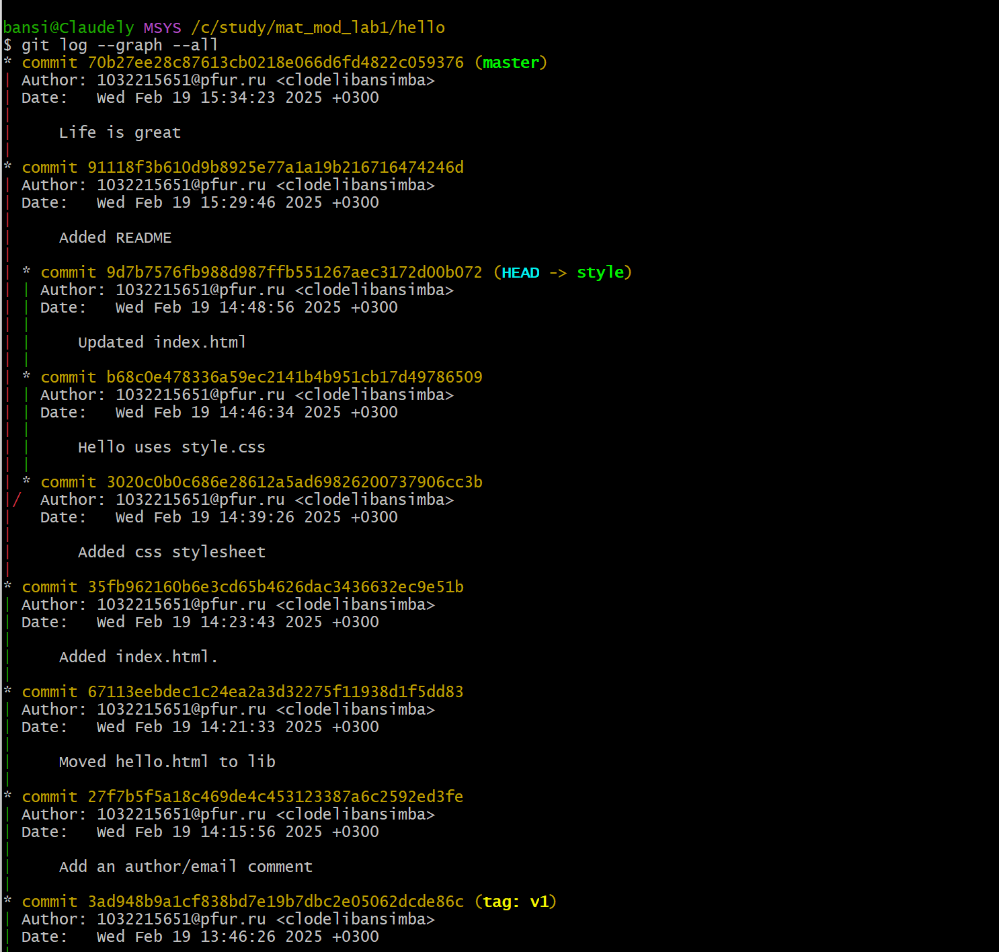 bansi@Claudely MSYS /c/study/mat_mod_lab1/hello
$ git log --graph --all
* commit 70b27ee28c87613cb0218e066d6fd4822c059376 (master)
| Author: 1032215651@pfur.ru <clodelibansimba>
| Date:   Wed Feb 19 15:34:23 2025 +0300
|
|     Life is great
|
* commit 91118f3b610d9b8925e77a1a19b216716474246d
| Author: 1032215651@pfur.ru <clodelibansimba>
| Date:   Wed Feb 19 15:29:46 2025 +0300
|
|     Added README
|
| * commit 9d7b7576fb988d987ffb551267aec3172d00b072 (HEAD -> style)
| | Author: 1032215651@pfur.ru <clodelibansimba>
| | Date:   Wed Feb 19 14:48:56 2025 +0300
| |
| |     Updated index.html
| |
| * commit b68c0e478336a59ec2141b4b951cb17d49786509
| | Author: 1032215651@pfur.ru <clodelibansimba>
| | Date:   Wed Feb 19 14:46:34 2025 +0300
| |
| |     Hello uses style.css
| |
| * commit 3020c0b0c686e28612a5ad69826200737906cc3b
|/  Author: 1032215651@pfur.ru <clodelibansimba>
|   Date:   Wed Feb 19 14:39:26 2025 +0300
|
|       Added css stylesheet
|
* commit 35fb962160b6e3cd65b4626dac3436632ec9e51b
| Author: 1032215651@pfur.ru <clodelibansimba>
| Date:   Wed Feb 19 14:23:43 2025 +0300
|
|     Added index.html.
|
* commit 67113eebdec1c24ea2a3d32275f11938d1f5dd83
| Author: 1032215651@pfur.ru <clodelibansimba>
| Date:   Wed Feb 19 14:21:33 2025 +0300
|
|     Moved hello.html to lib
|
* commit 27f7b5f5a18c469de4c453123387a6c2592ed3fe
| Author: 1032215651@pfur.ru <clodelibansimba>
| Date:   Wed Feb 19 14:15:56 2025 +0300
|
|     Add an author/email comment
|
* commit 3ad948b9a1cf838bd7e19b7dbc2e05062dcde86c (tag: v1)
| Author: 1032215651@pfur.ru <clodelibansimba>
| Date:   Wed Feb 19 13:46:26 2025 +0300
|